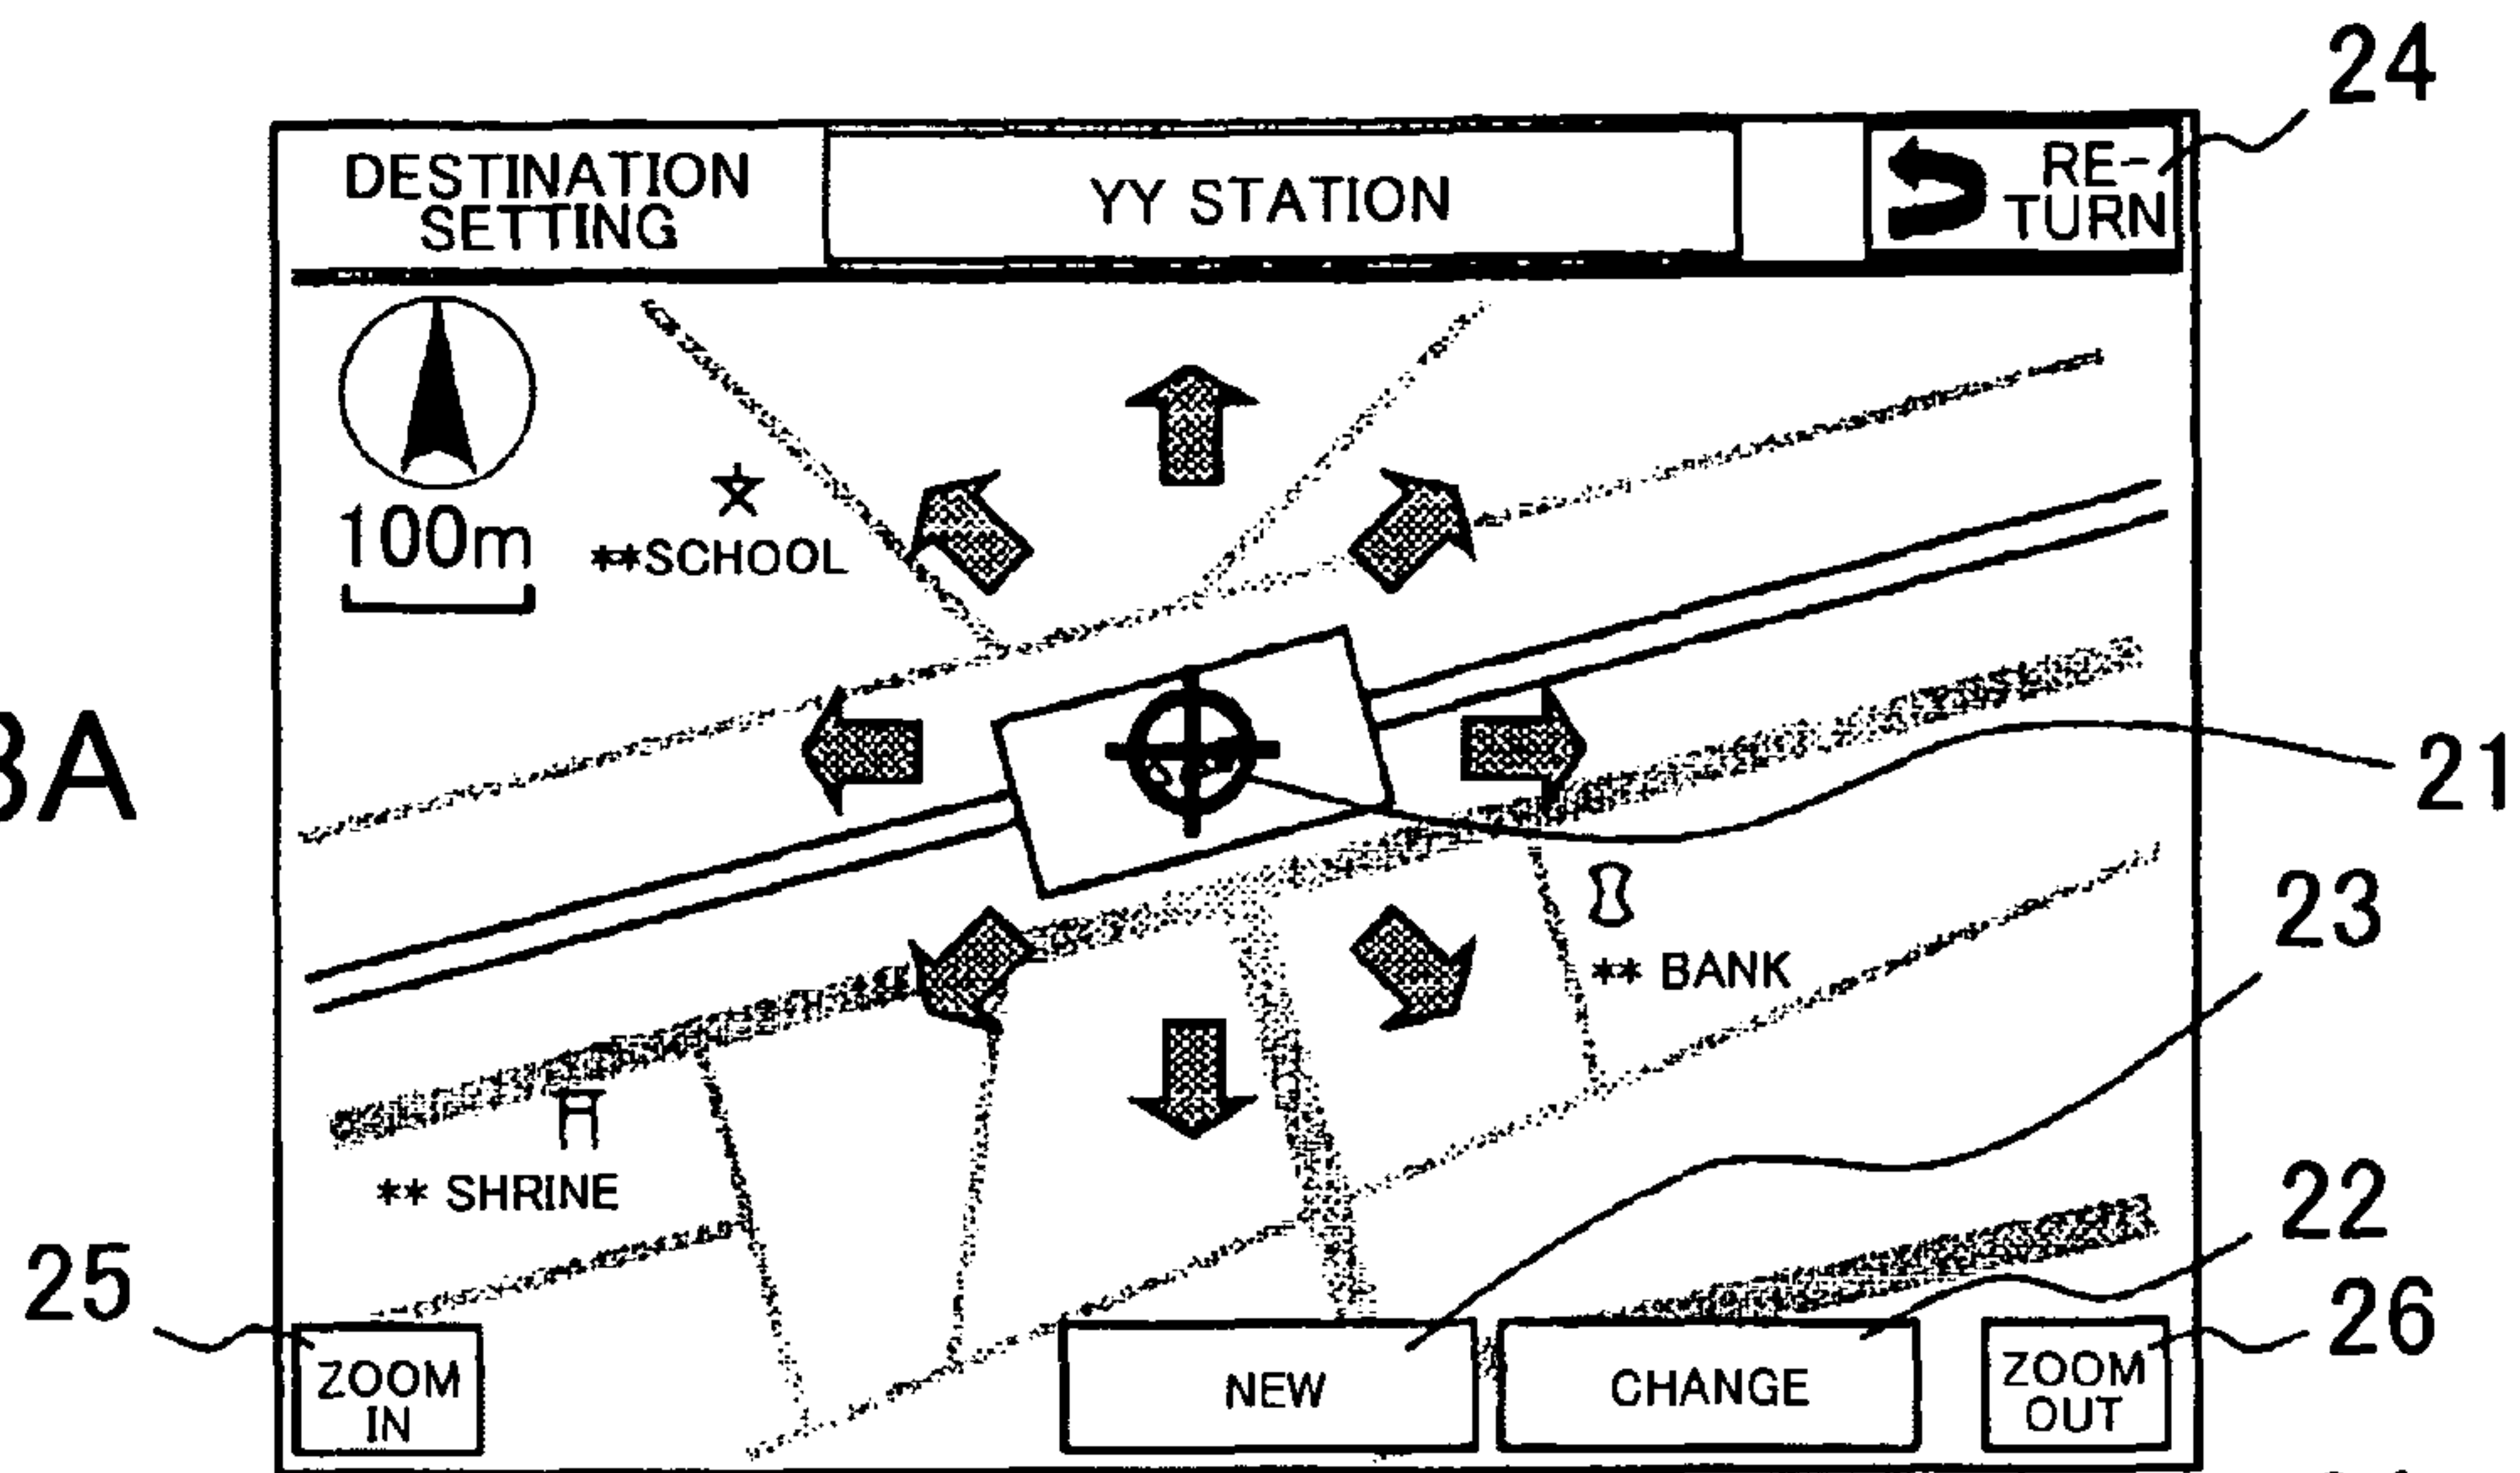 24
DESTINATION
SETTING
YY STATION
RE-
TURN
100m
**SCHOOL
3A
21
23
** BANK
** SHRINE
22
25
26
ZOOM
IN
NEW
CHANGE
ZOOM
OUT